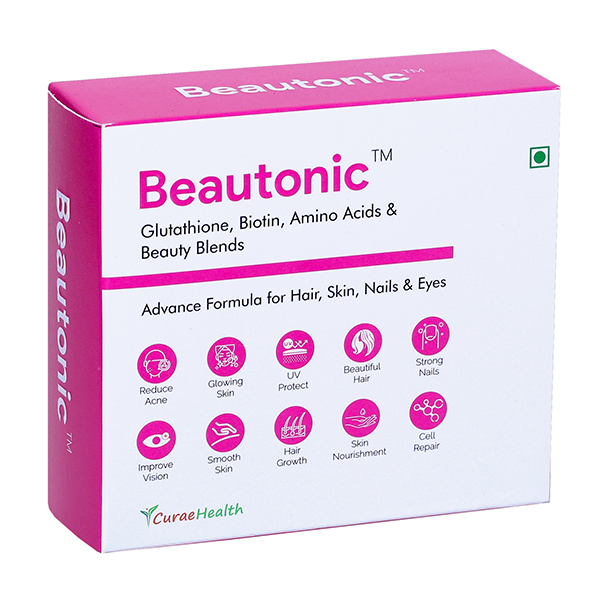 Beautonic™
Beautonic™
Beautonic™
Glutathione, Biotin, Amino Acids &
Beauty Blends
Advance Formula for Hair, Skin, Nails & Eyes
Reduce
Acne
Glowing
Skin
UV
UV
Protect
Beautiful
Hair
Strong
Nails
Improve
Vision
Smooth
Skin
Hair
Growth
Skin
Nourishment
Cell
Repair
CuraeHealth